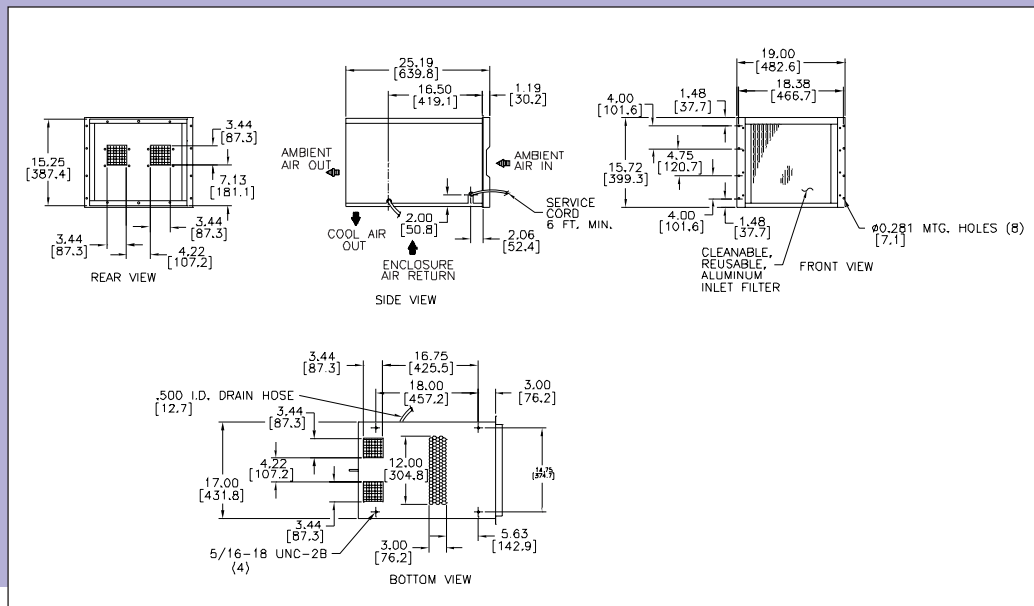 15.25
[387.4]
3.44
[87.3]
7.13
[181.1]
3.44
[87.3]
3.44
[87.3]
4.22
[107.2]
REAR VIEW
25.19
[639.8]
16.50
[419.1]
1.19
[30.2]
AMBIENT
AIR OUT
AMBIENT
AIR IN
SERVICE
CORD
6 FT. MIN.
2.00
[50.8]
2.06
[52.4]
COOL AIR
OUT
ENCLOSURE
AIR RETURN
SIDE VIEW
19.00
[482.6]
18.38
[466.7]
4.00
[101.6]
1.48
[37.7]
15.72
[399.3]
4.75
[120.7]
4.00
[101.6]
1.48
[37.7]
ø0.281 MTG. HOLES (8)
[7.1]
CLEANABLE,
REUSABLE,
ALUMINUM
INLET FILTER
FRONT VIEW
3.44
[87.3]
16.75
[425.5]
18.00
[457.2]
3.00
[76.2]
.500 I.D. DRAIN HOSE
[12.7]
3.44
[87.3]
4.22
[107.2]
17.00
[431.8]
12.00
[304.8]
14.75
[374.7]
3.44
[87.3]
5/16-18 UNC-2B
(4)
3.00
[76.2]
5.63
[142.9]
BOTTOM VIEW